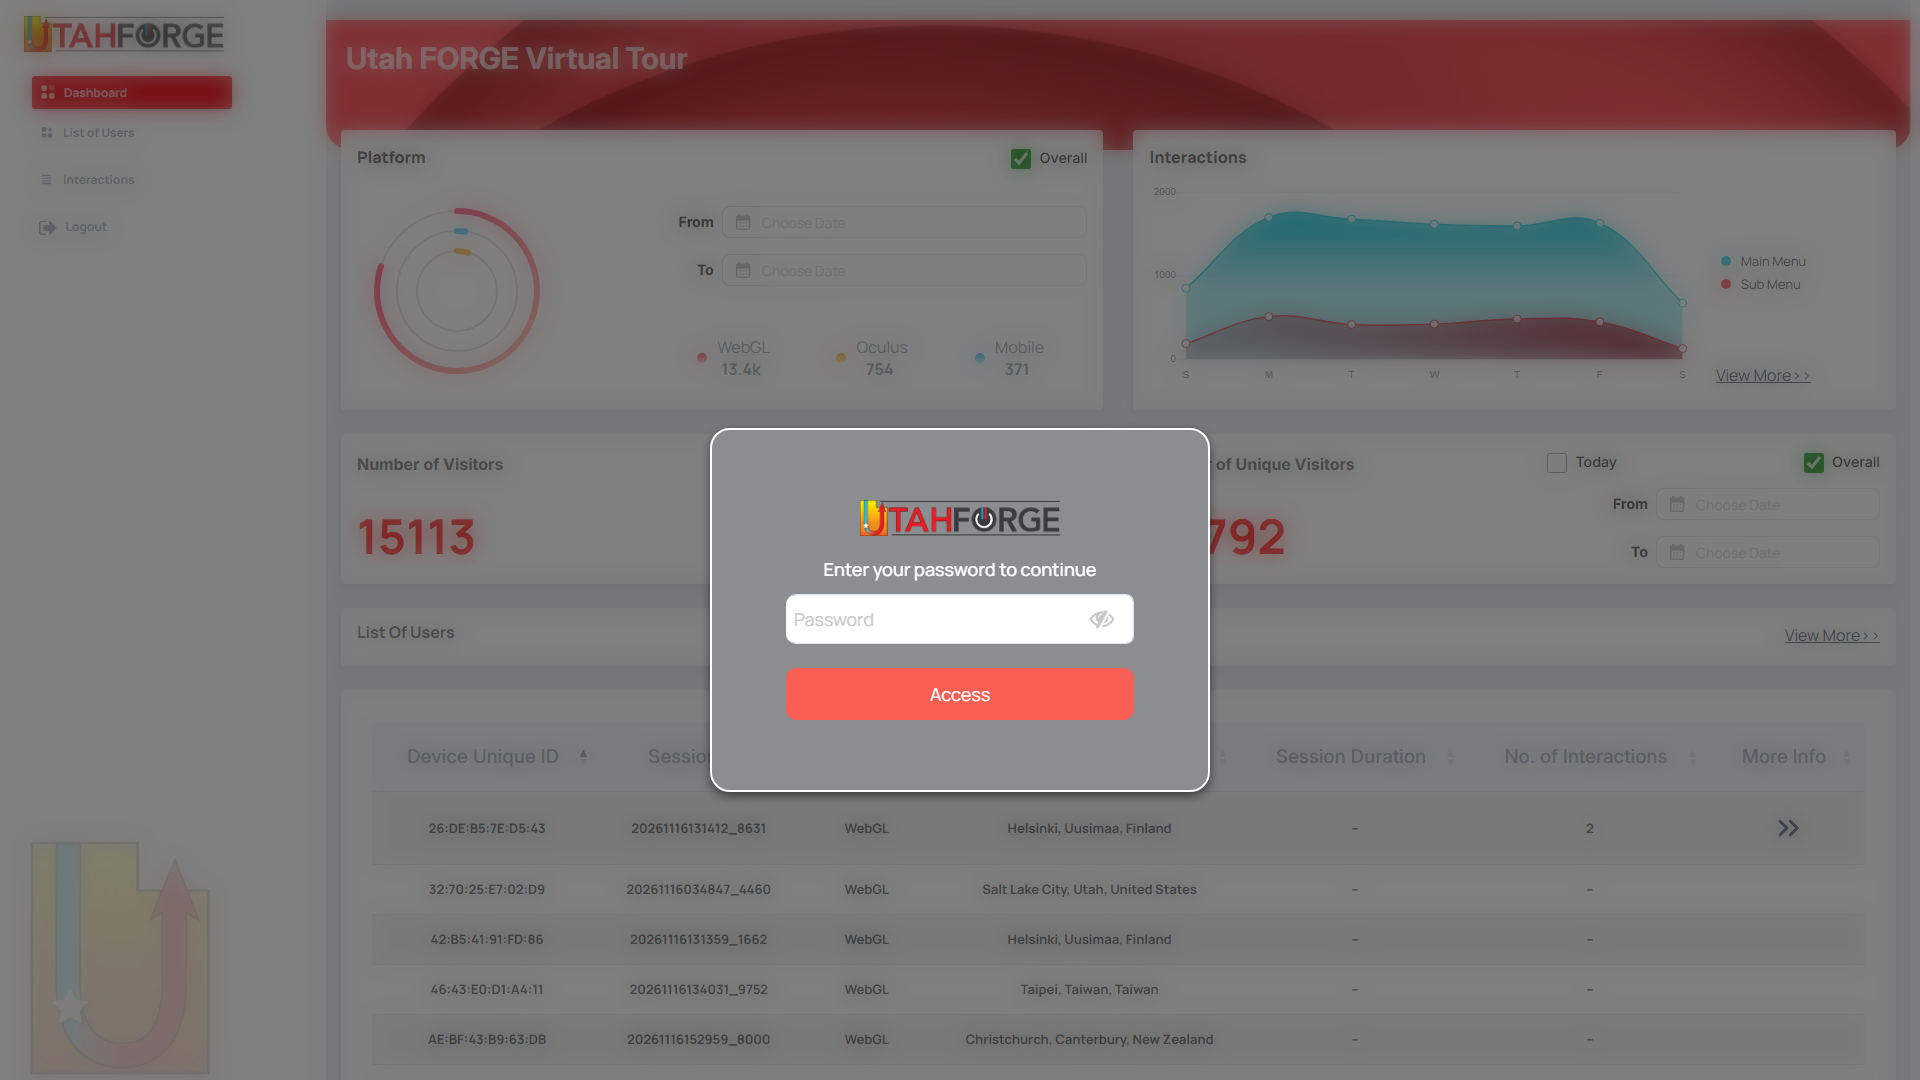 UTAHFORGE
Dashboard
List of Users
Interactions
Logout
Utah FORGE Virtual Tour
Platform
Overall
From
Choose Date
To
Choose Date
WebGL
13.4k
Oculus
754
Mobile
371
Interactions
2000
1000
0
S M T W T F S
Main Menu
Sub Menu
View More>>
Number of Visitors
15113
of Unique Visitors
792
Today
Overall
From
Choose Date
To
Choose Date
List Of Users
View More>>
UTAHFORGE
Enter your password to continue
Password
Access
Device Unique ID Session Duration No. of Interactions More Info
26:DE:B5:7E:D5:43 20261116131412_8631 WebGL Helsinki, Uusimaa, Finland - 2
32:70:25:E7:02:D9 20261116034847_4460 WebGL Salt Lake City, Utah, United States - -
42:B5:41:91:FD:86 20261116131359_1662 WebGL Helsinki, Uusimaa, Finland - -
46:43:E0:D1:A4:11 20261116134031_9752 WebGL Taipei, Taiwan, Taiwan - -
AE:BF:43:B9:63:DB 20261116152959_8000 WebGL Christchurch, Canterbury, New Zealand - -